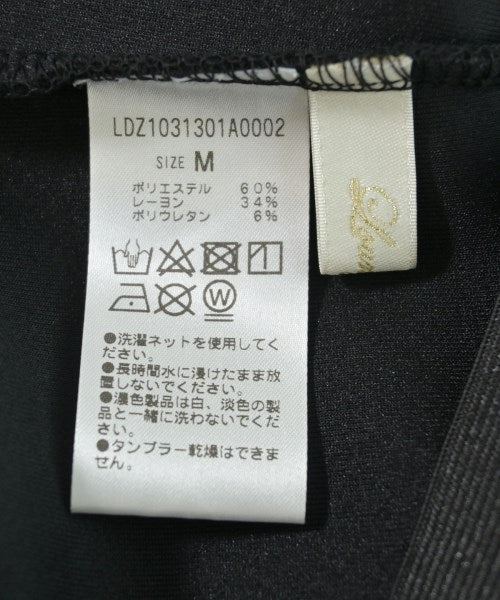 LDZ1031301A0002
SIZE M
ポリエステル 60%
レーヨン 34%
ポリウレタン 6%
W
●洗濯ネットを使用してく
ださい。
●長時間水に浸けたまま放
置しないでください。
●濃色製品は白、淡色の製
品と一緒に洗わないでくだ
さい。
●タンブラー乾燥はできま
せん。